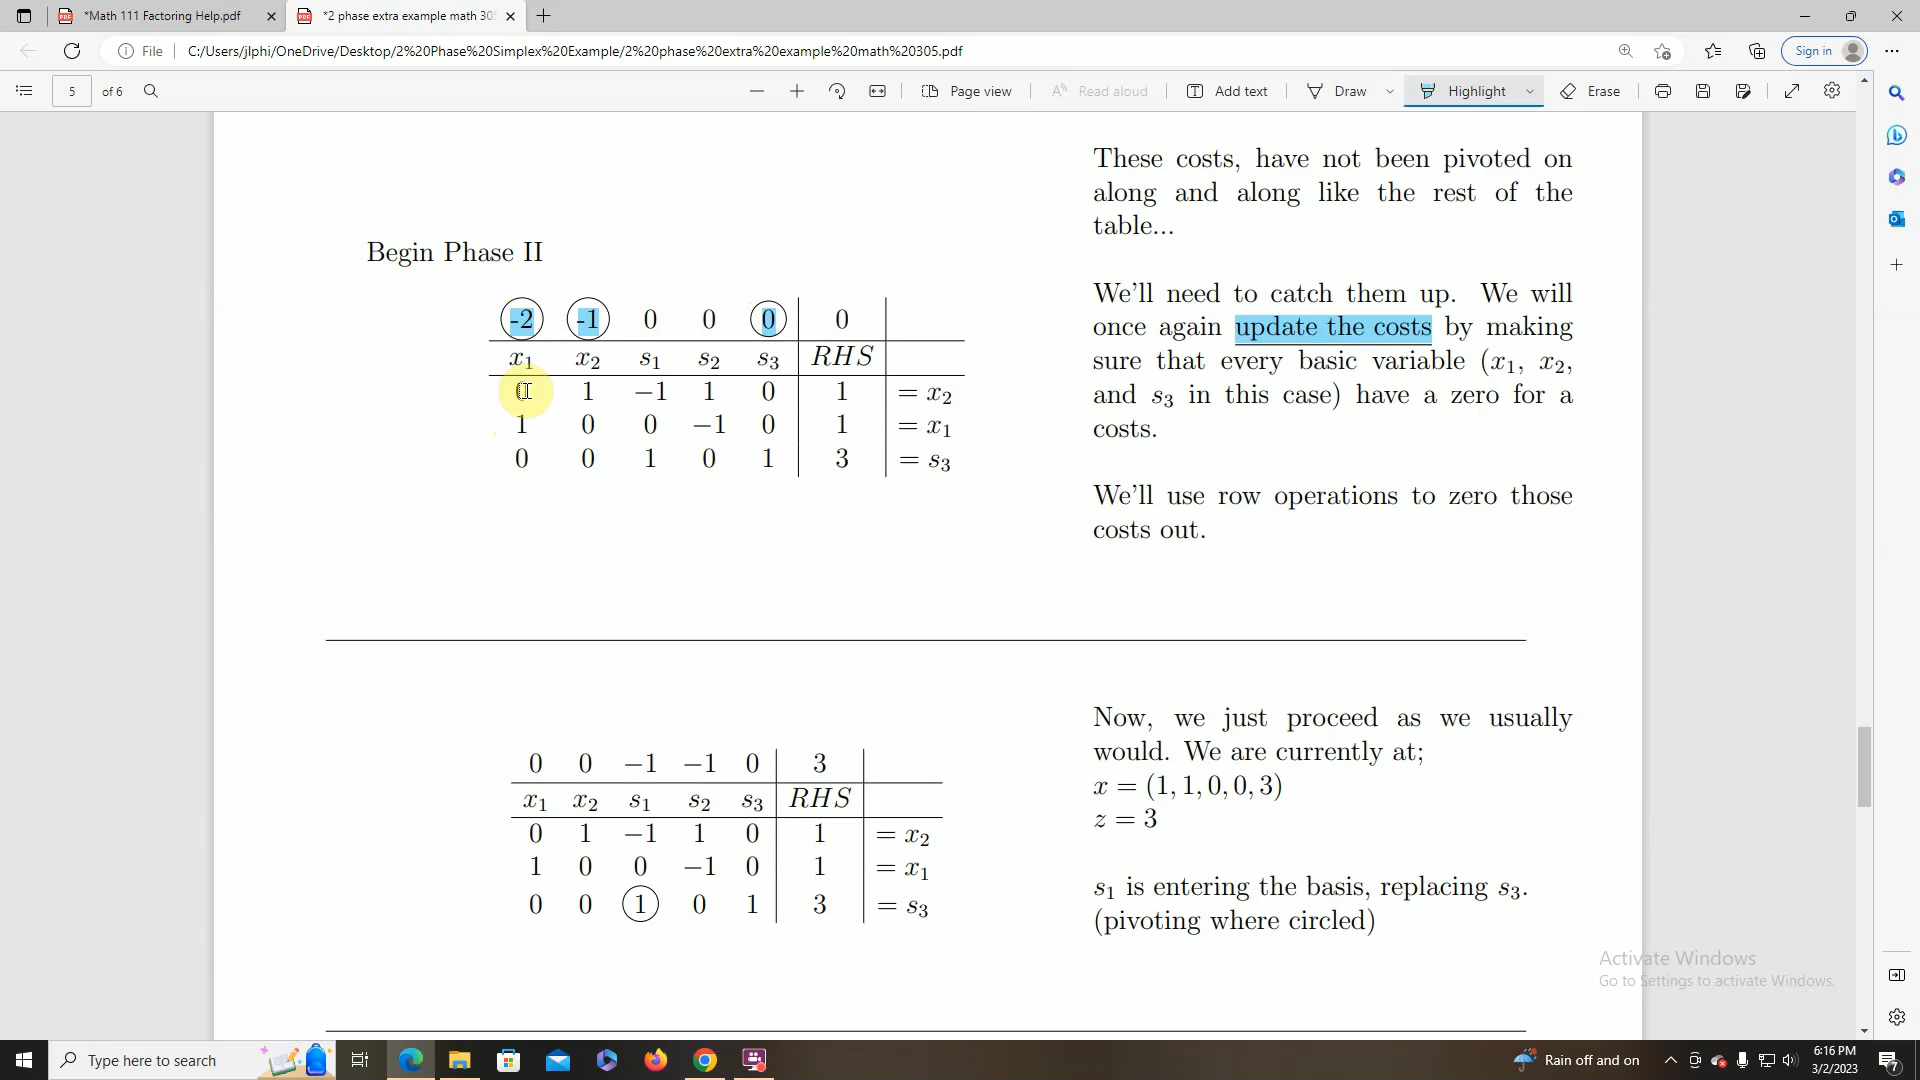 *Math 111 Factoring Help.pdf
*2 phase extra example math 305
File
C:/Users/jlphi/OneDrive/Desktop/2%20Phase%20Simplex%20Example/2%20phase%20extra%20example%20math%20305.pdf
Sign in
5 of 6
Page view
Read aloud
Add text
Draw
Highlight
Erase
These costs, have not been pivoted on
along and along like the rest of the
table...
Begin Phase II
-2 -1 0 0 0 0
x₁ x₂ s₁ s₂ s₃ RHS
0 1 −1 1 0 1 = x₂
1 0 0 −1 0 1 = x₁
0 0 1 0 1 3 = s₃
We'll need to catch them up. We will
once again update the costs by making
sure that every basic variable (x₁, x₂,
and s₃ in this case) have a zero for a
costs.
We'll use row operations to zero those
costs out.
0 0 −1 −1 0 3
x₁ x₂ s₁ s₂ s₃ RHS
0 1 −1 1 0 1 = x₂
1 0 0 −1 0 1 = x₁
0 0 1 0 1 3 = s₃
Now, we just proceed as we usually
would. We are currently at;
x = (1, 1, 0, 0, 3)
z = 3
s₁ is entering the basis, replacing s₃.
(pivoting where circled)
Activate Windows
Go to Settings to activate Windows.
Type here to search
Rain off and on
6:16 PM
3/2/2023
7